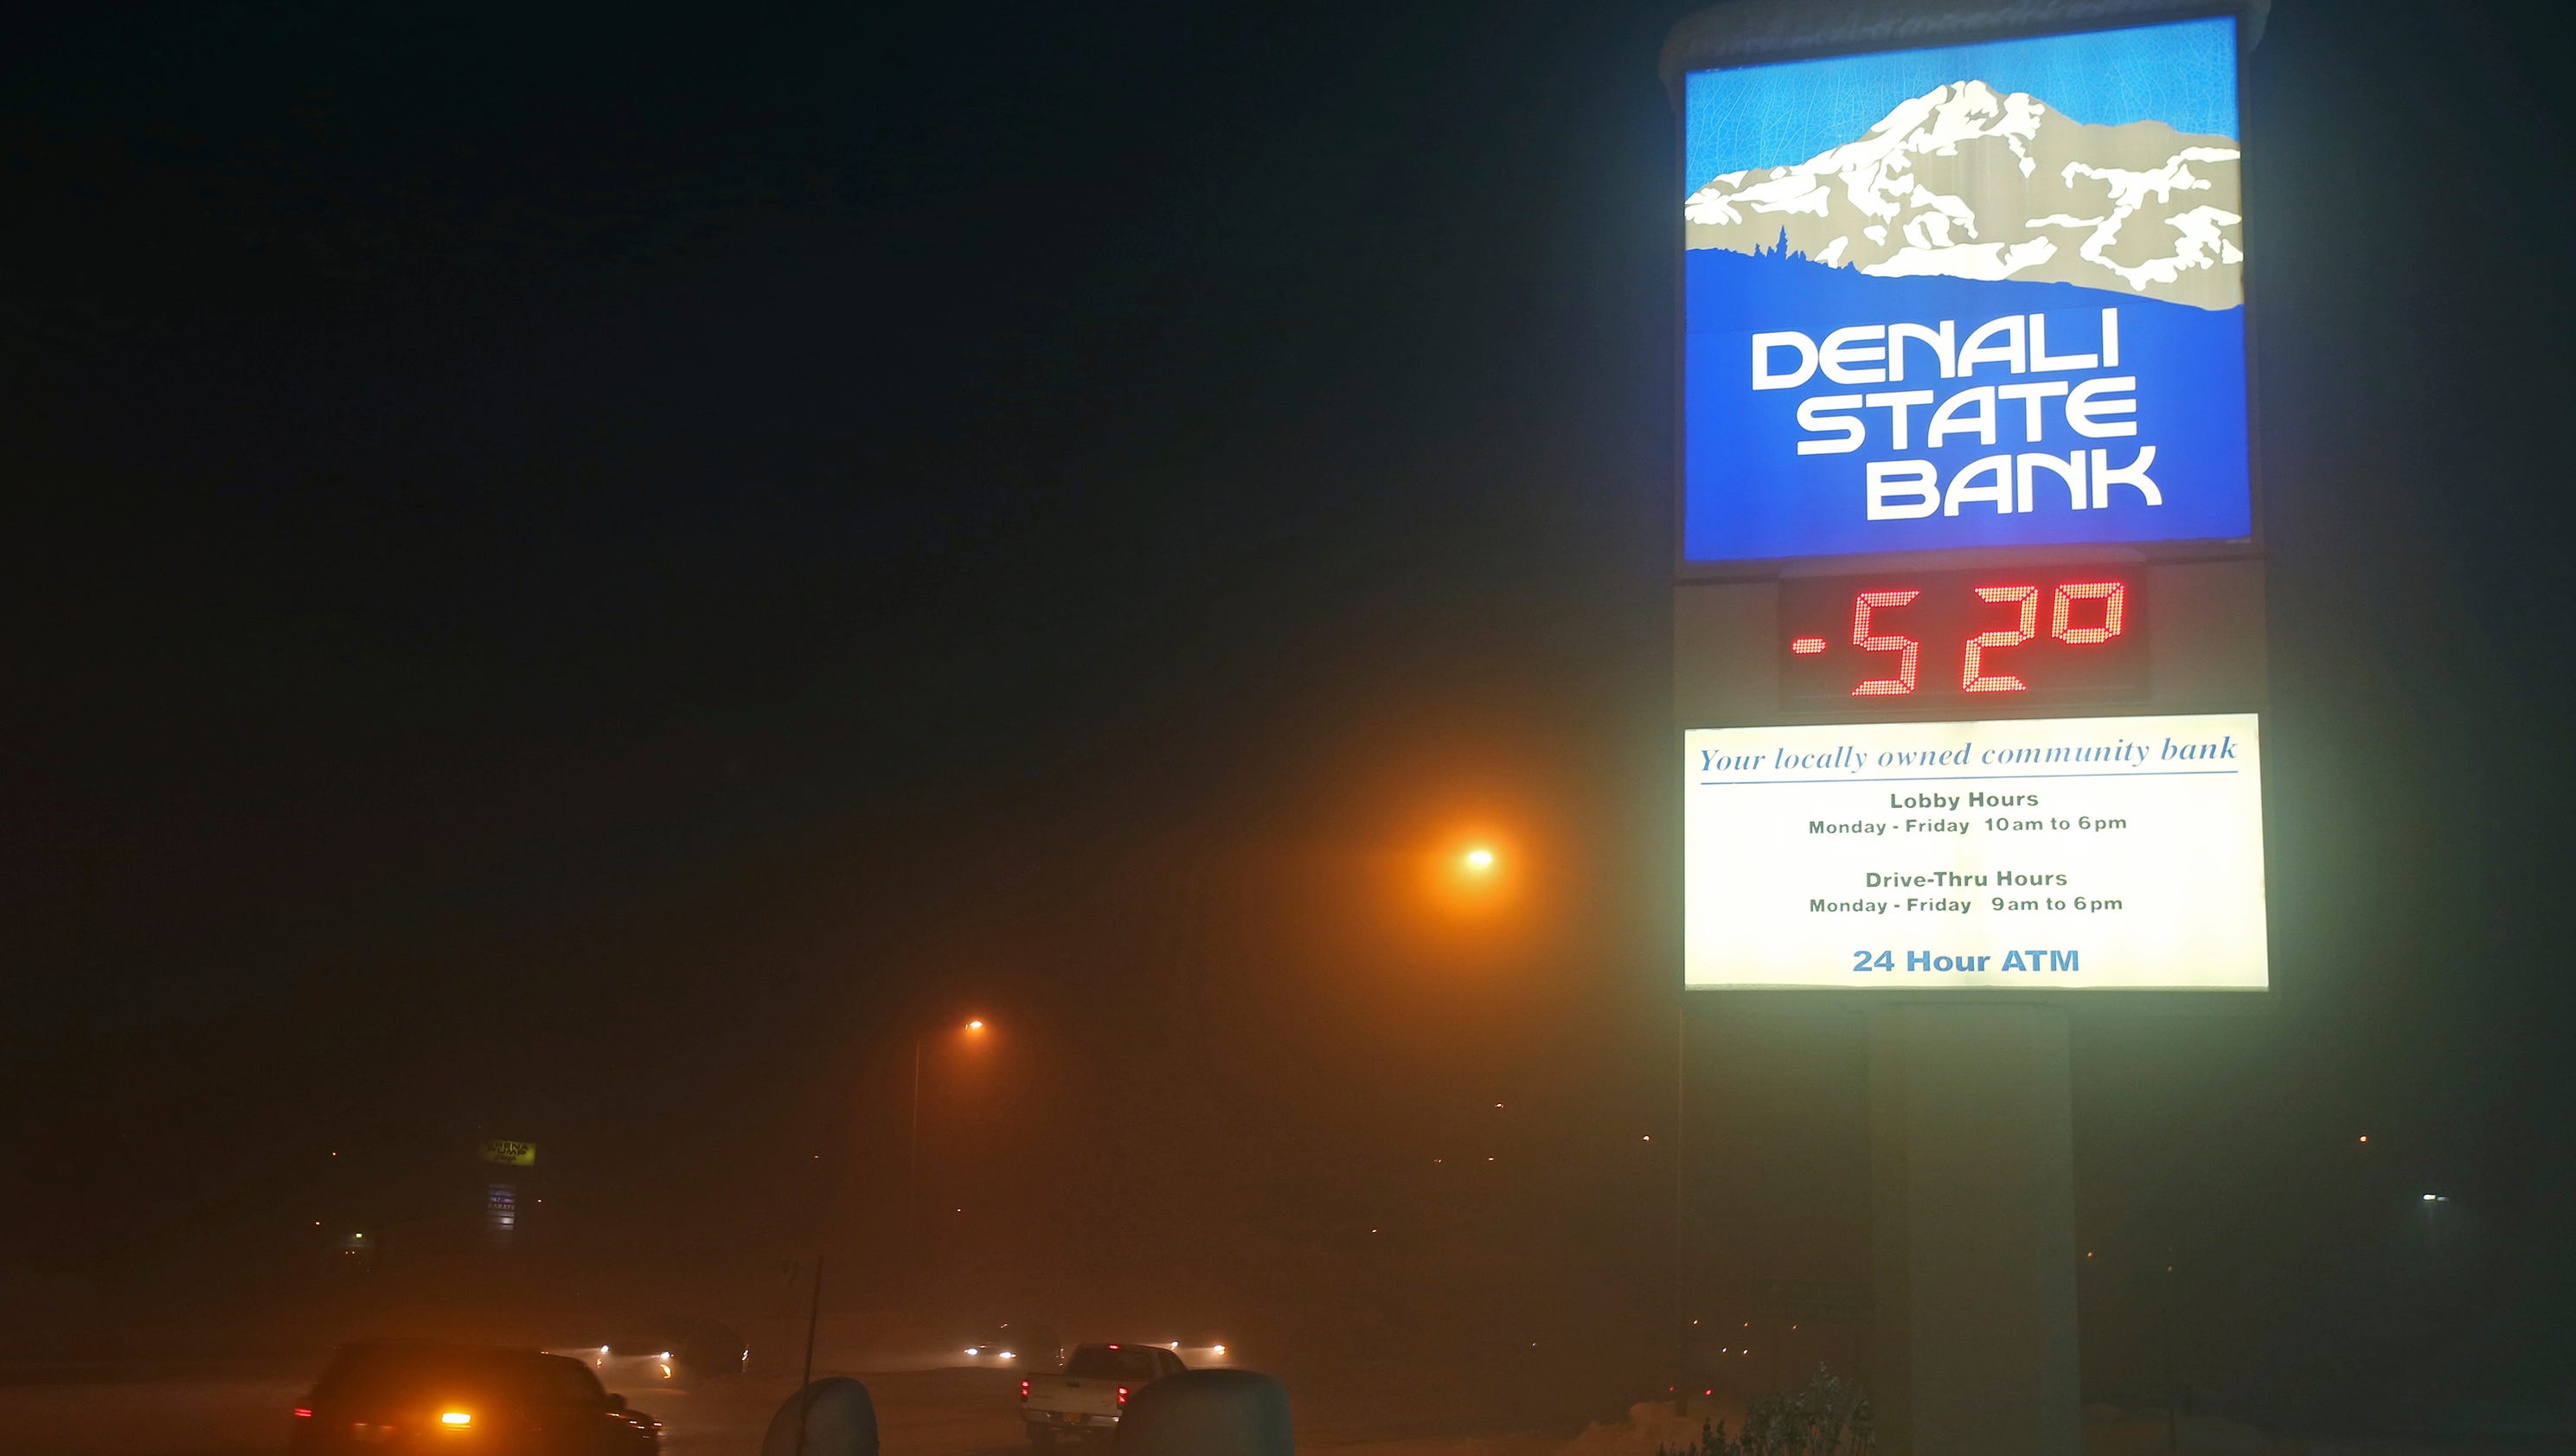 DENALI
STATE
BANK
-52°
Your locally owned community bank
Lobby Hours
Monday - Friday 10am to 6pm
Drive-Thru Hours
Monday - Friday 9am to 6pm
24 Hour ATM